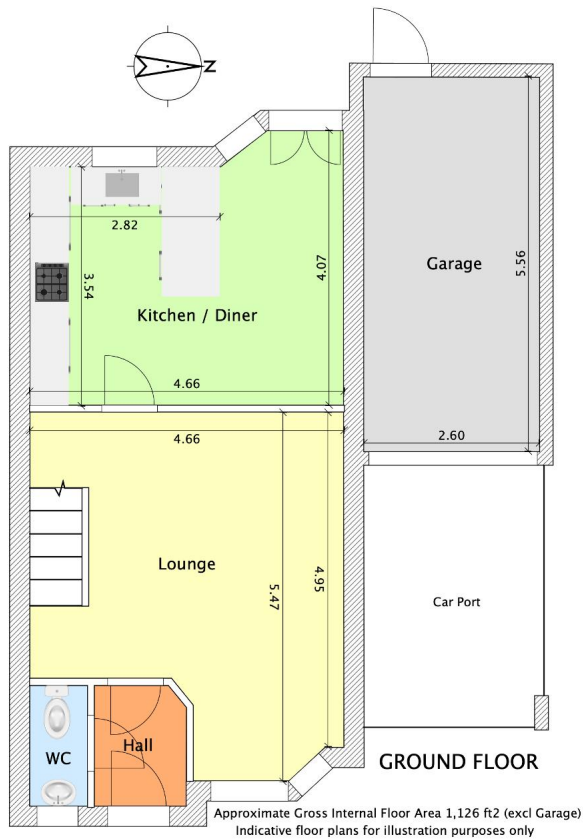 N
2.82
3.54
4.07
Garage
5.56
Kitchen / Diner
4.66
4.66
2.60
Lounge
5.47
4.95
Car Port
Hall
WC
GROUND FLOOR
Approximate Gross Internal Floor Area 1,126 ft2 (excl Garage)
Indicative floor plans for illustration purposes only